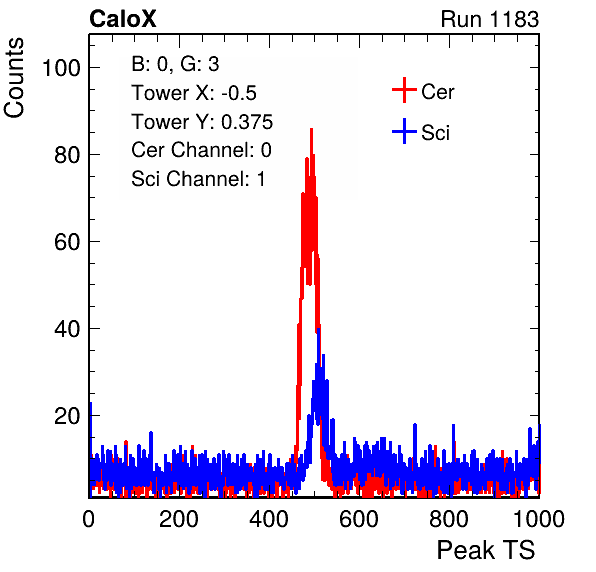 CaloX Run 1183
Counts
100
80
60
40
20
B: 0, G: 3
Tower X: -0.5
Tower Y: 0.375
Cer Channel: 0
Sci Channel: 1
Cer
Sci
0 200 400 600 800 1000
Peak TS